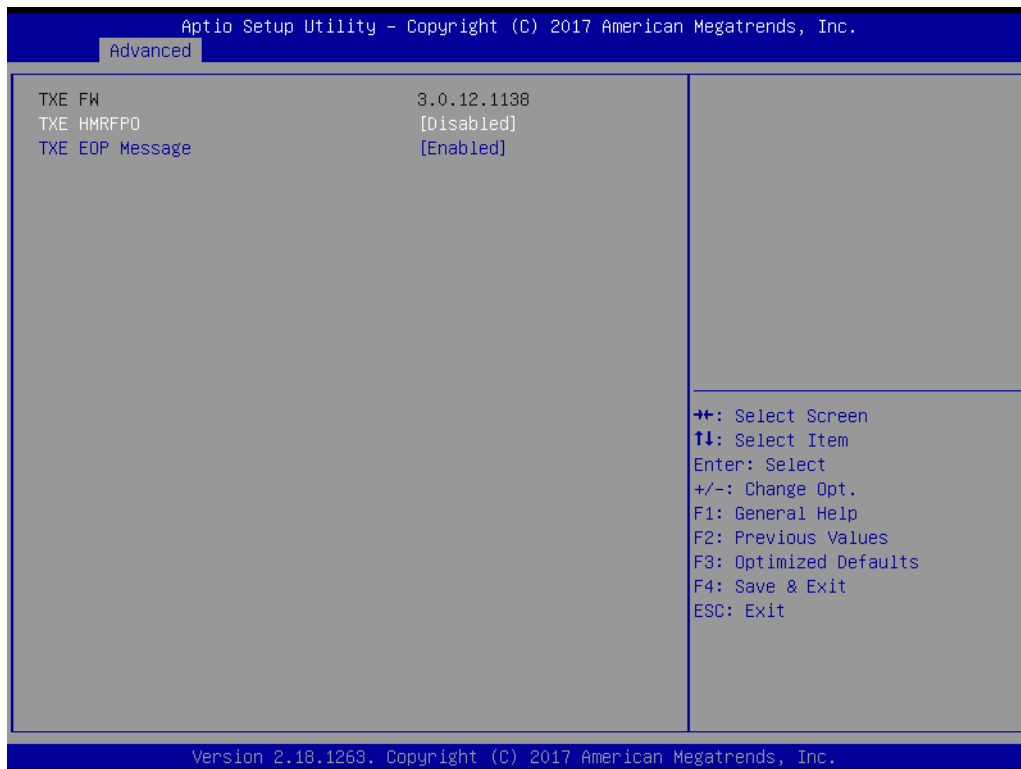 Aptio Setup Utility – Copyright (C) 2017 American Megatrends, Inc.
Advanced
TXE FW 3.0.12.1138
TXE HMRFPO [Disabled]
TXE EOP Message [Enabled]
→←: Select Screen
↑↓: Select Item
Enter: Select
+/-: Change Opt.
F1: General Help
F2: Previous Values
F3: Optimized Defaults
F4: Save & Exit
ESC: Exit
Version 2.18.1263. Copyright (C) 2017 American Megatrends, Inc.